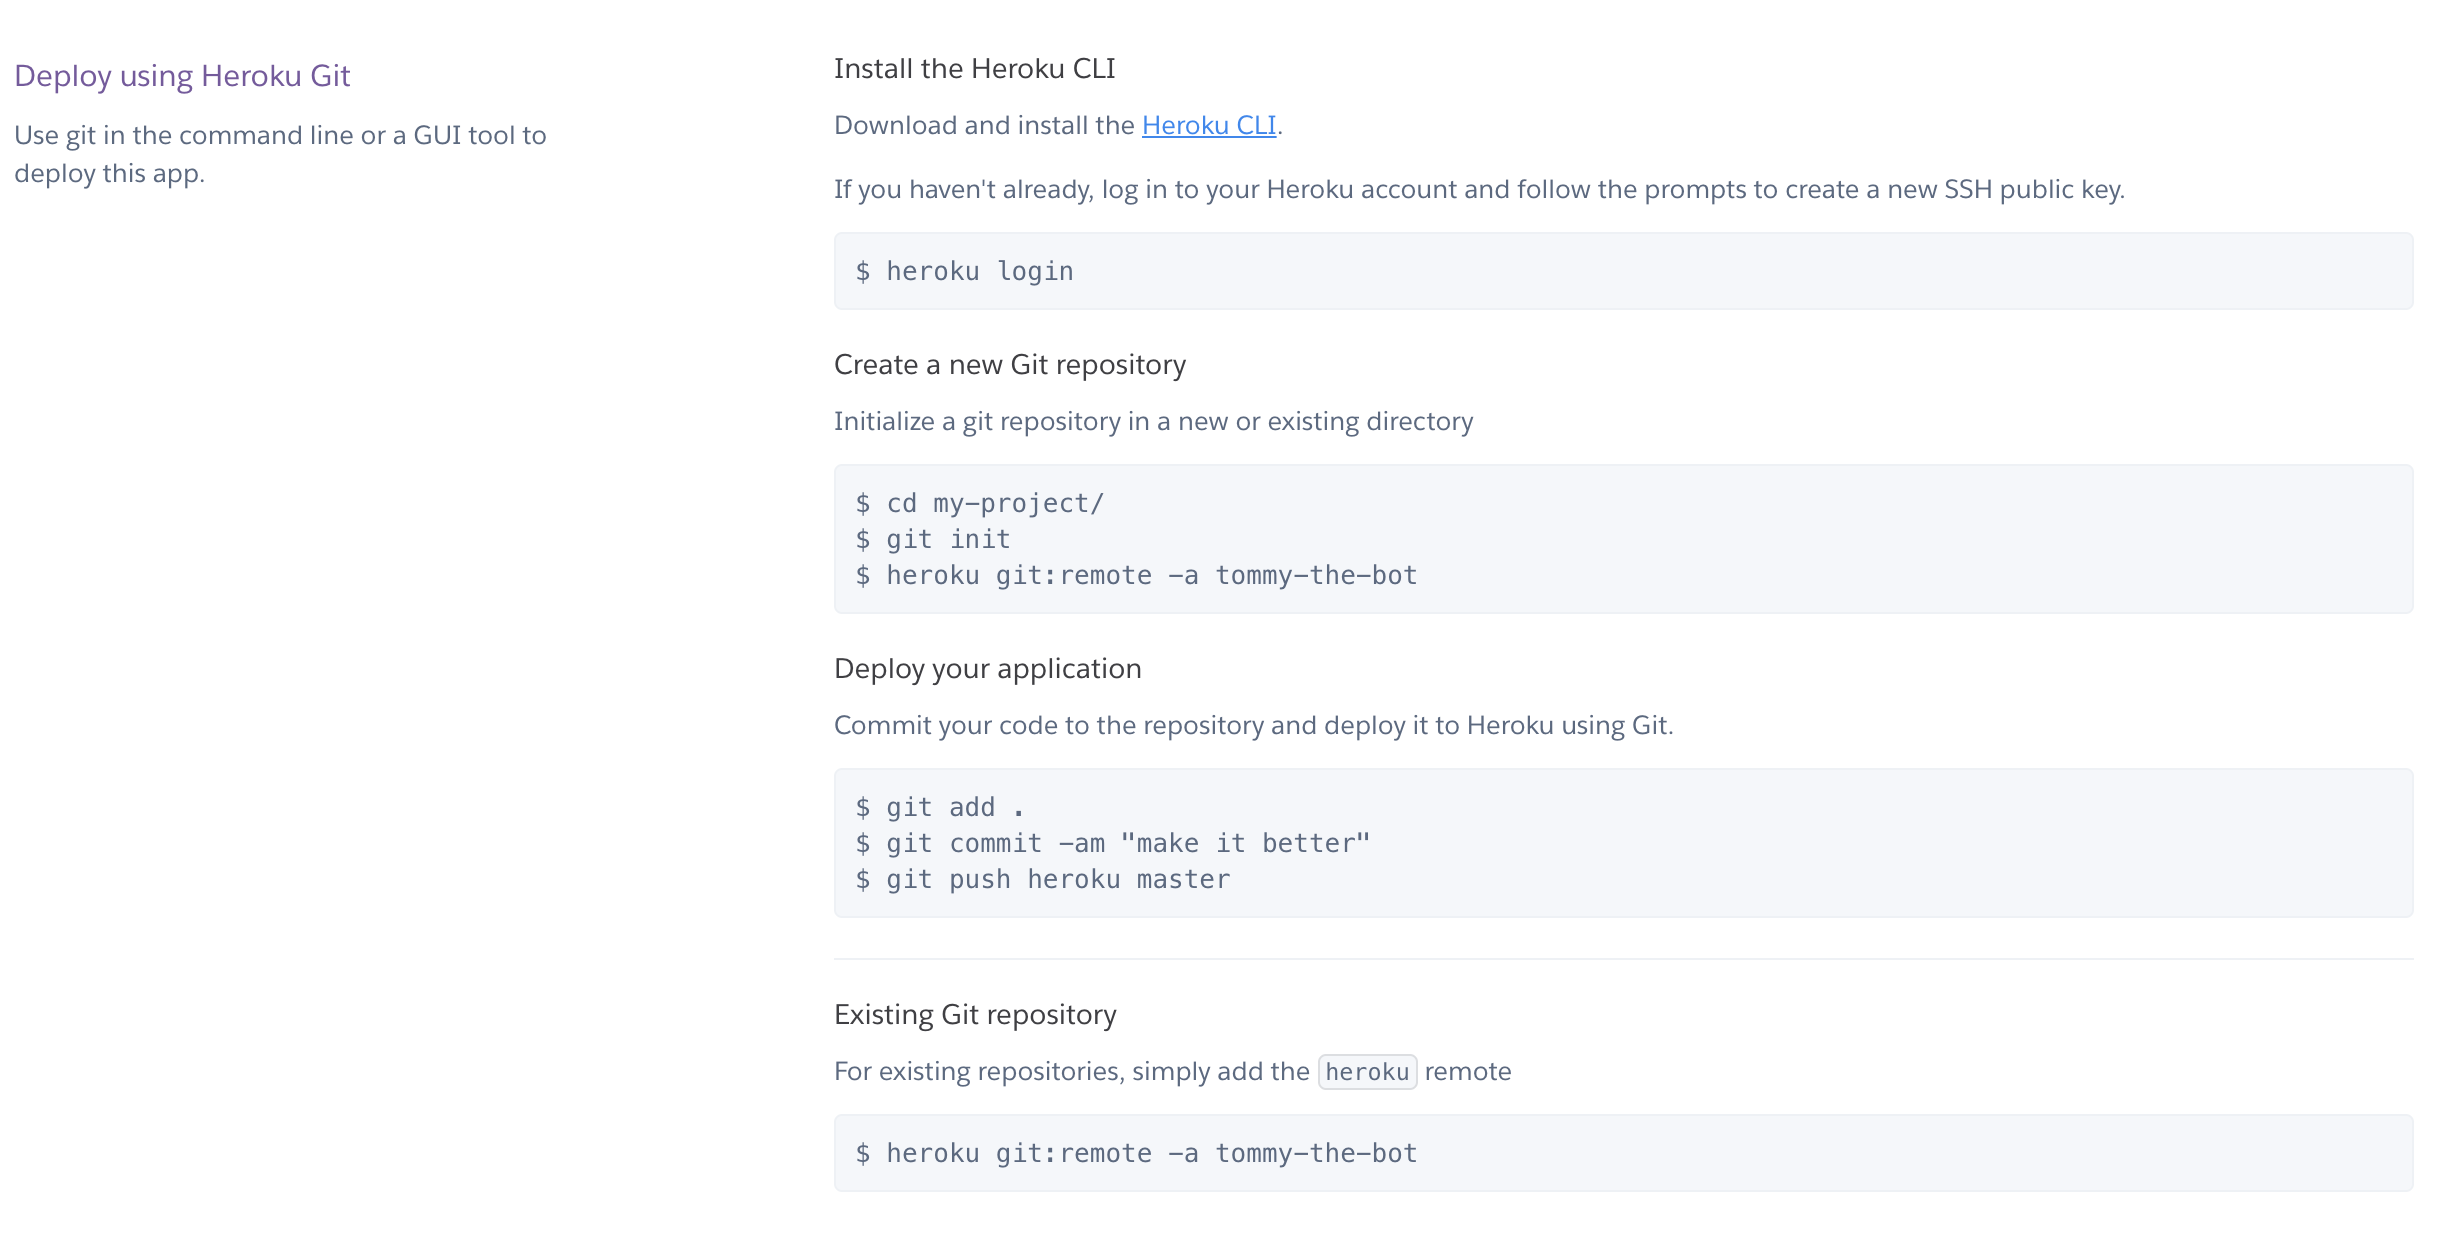 Deploy using Heroku Git
Use git in the command line or a GUI tool to
deploy this app.
Install the Heroku CLI
Download and install the Heroku CLI.
If you haven't already, log in to your Heroku account and follow the prompts to create a new SSH public key.
$ heroku login
Create a new Git repository
Initialize a git repository in a new or existing directory
$ cd my-project/
$ git init
$ heroku git:remote -a tommy-the-bot
Deploy your application
Commit your code to the repository and deploy it to Heroku using Git.
$ git add .
$ git commit -am "make it better"
$ git push heroku master
Existing Git repository
For existing repositories, simply add the heroku remote
$ heroku git:remote -a tommy-the-bot